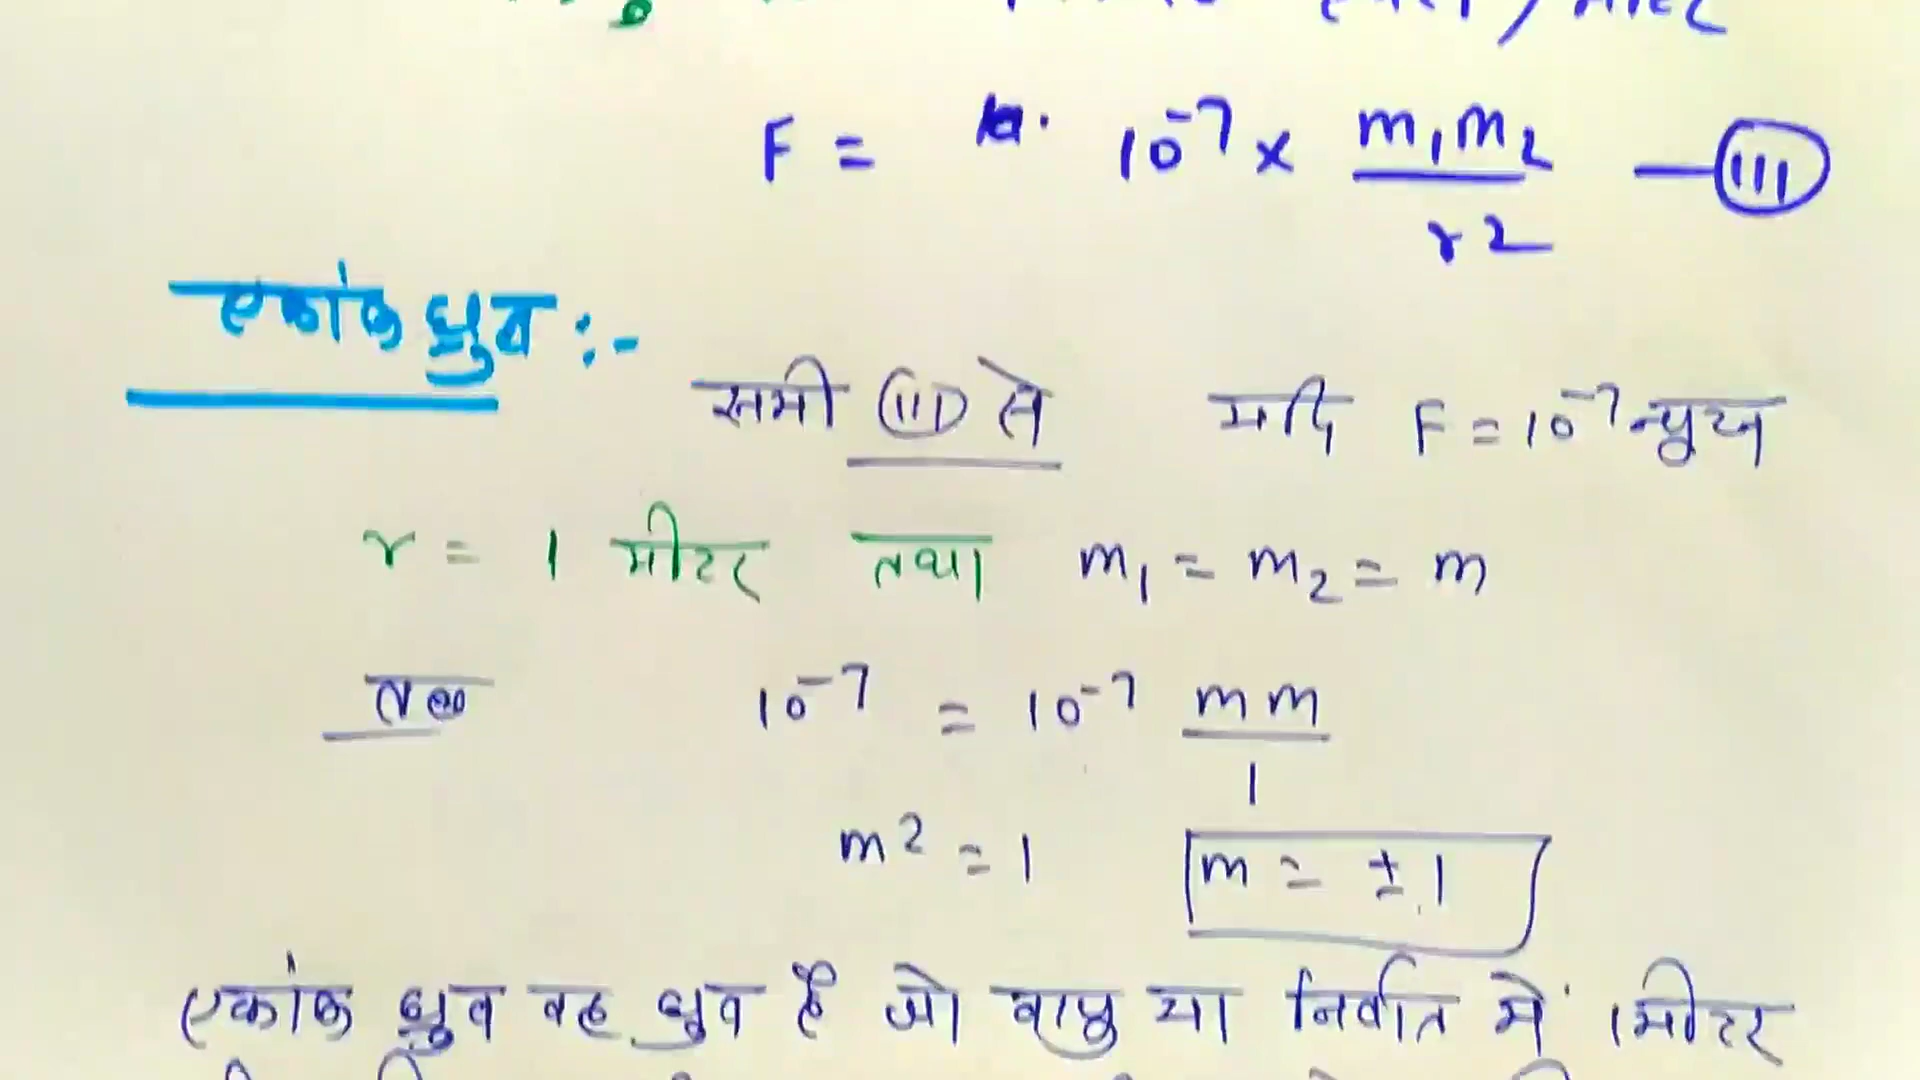 F = 10⁻⁷ × m₁m₂ / r2 — (III)
एकांक ध्रुव :-
समी (III) से यदि F = 10⁻⁷ न्यूटन
r = 1 मीटर तथा m₁ = m₂ = m
तब 10⁻⁷ = 10⁻⁷ mm / 1
m² = 1 m = ± 1
एकांक ध्रुव वह ध्रुव है जो वायु या निर्वात में 1 मीटर